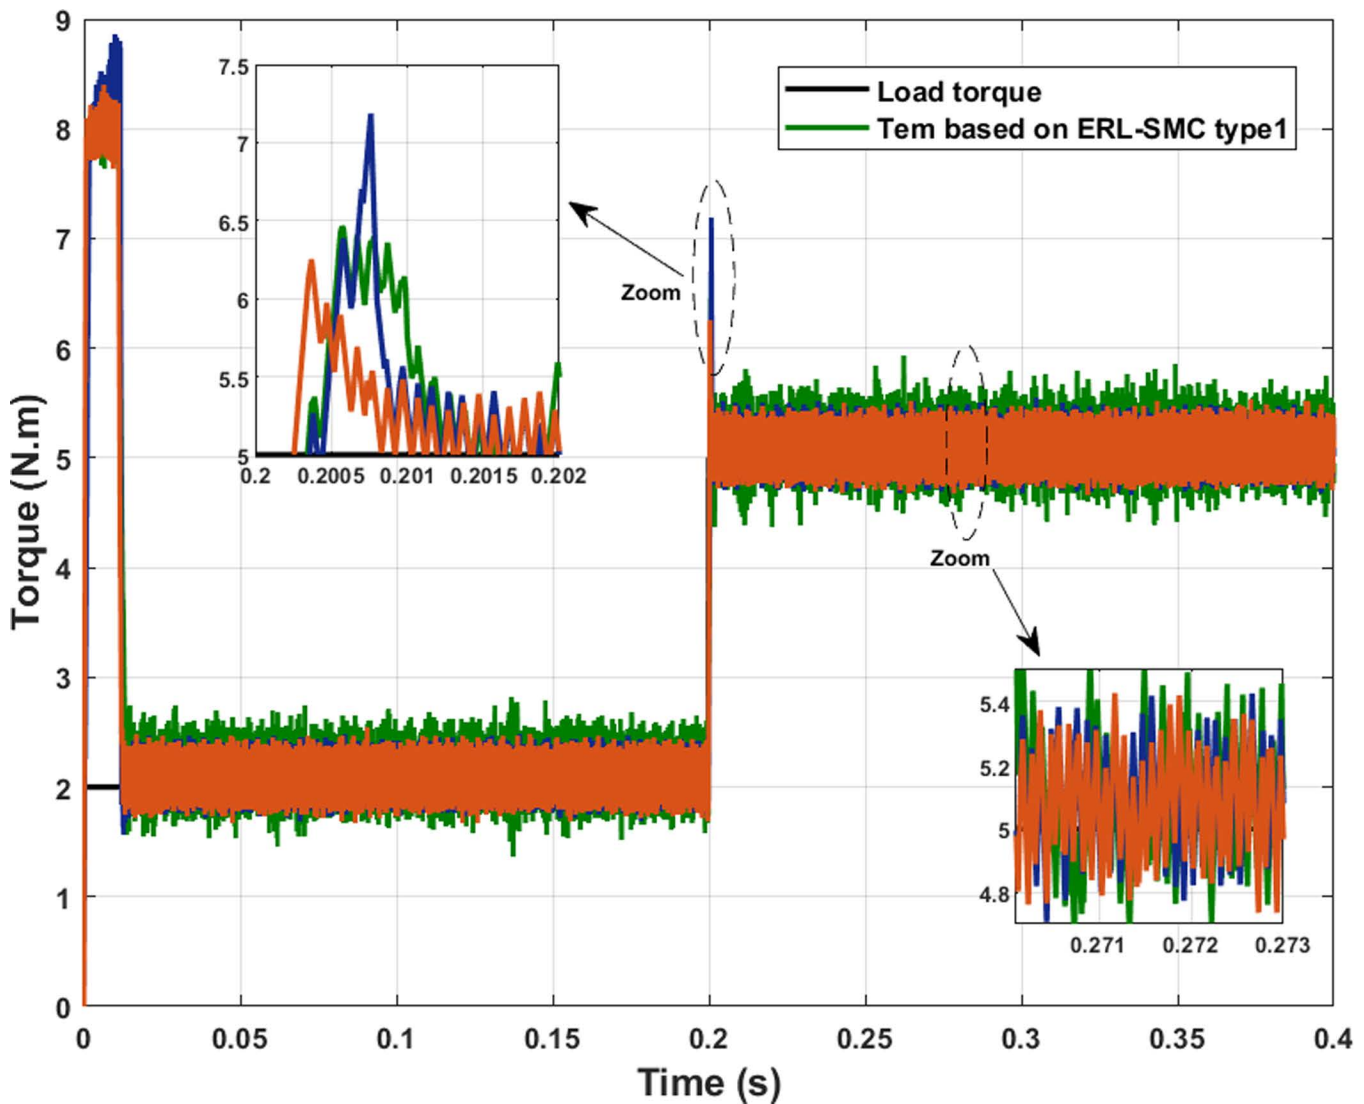 9
8
7
6
5
4
3
2
1
0
Torque (N.m)
7.5
7
6.5
6
5.5
5
0.2 0.2005 0.201 0.2015 0.202
Load torque
Tem based on ERL-SMC type1
Zoom
Zoom
5.4
5.2
5
4.8
0.271 0.272 0.273
0 0.05 0.1 0.15 0.2 0.25 0.3 0.35 0.4
Time (s)